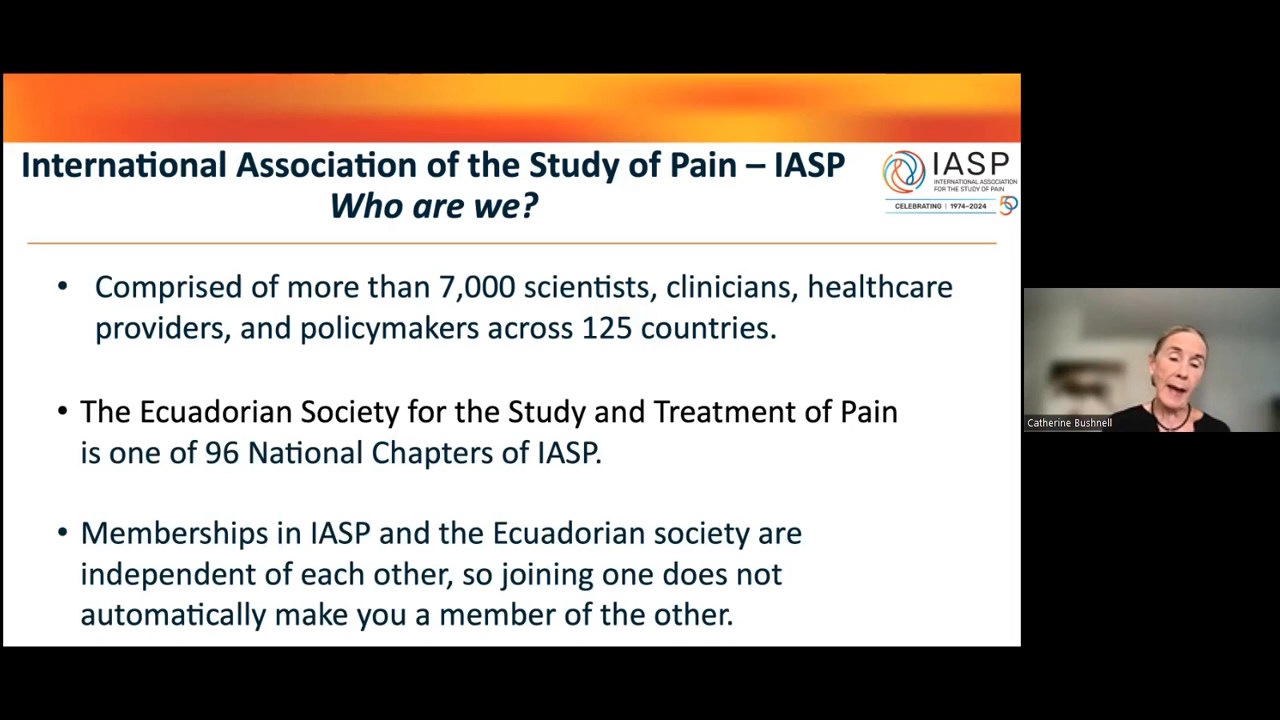 International Association of the Study of Pain – IASP
Who are we?
IASP
INTERNATIONAL ASSOCIATION
FOR THE STUDY OF PAIN
CELEBRATING | 1974–2024 50
• Comprised of more than 7,000 scientists, clinicians, healthcare
providers, and policymakers across 125 countries.
• The Ecuadorian Society for the Study and Treatment of Pain
is one of 96 National Chapters of IASP.
• Memberships in IASP and the Ecuadorian society are
independent of each other, so joining one does not
automatically make you a member of the other.
Catherine Bushnell